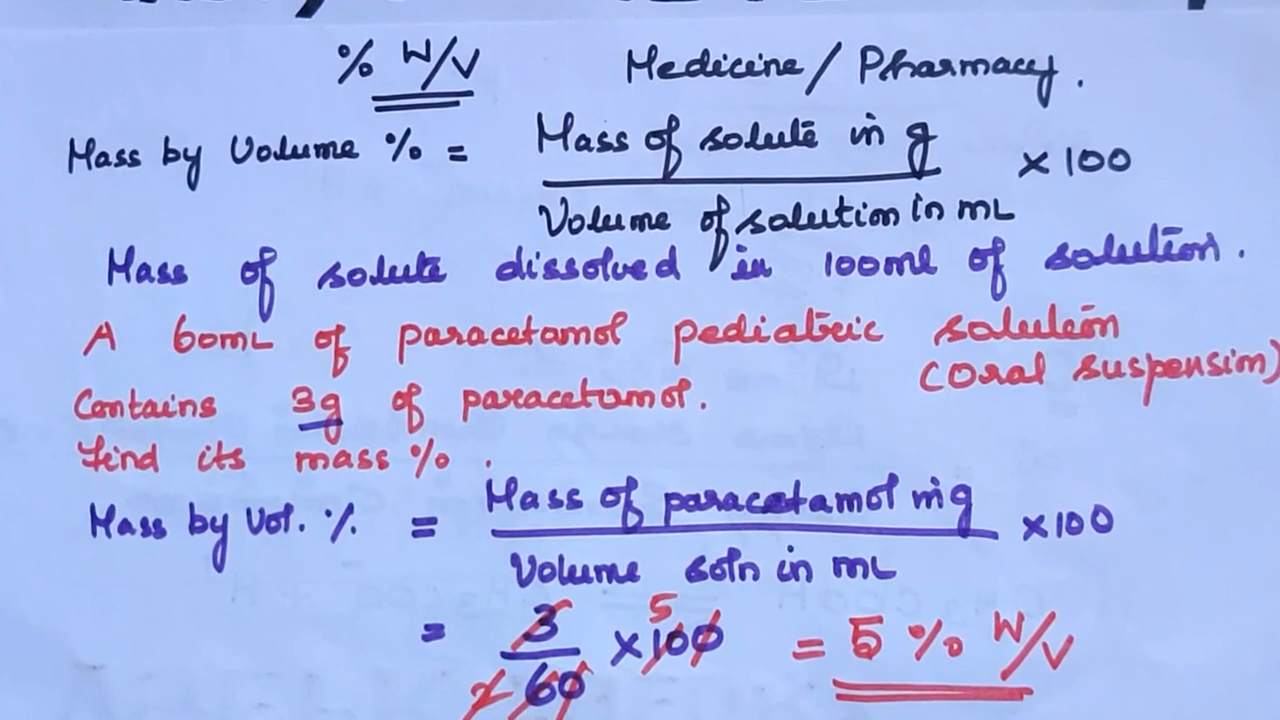 % W/V Medicine/Pharmacy.
Mass by Volume % = Mass of solute in g / Volume of solution in mL × 100
Mass of solute dissolved in 100ml of solution.
A 60mL of paracetamol pediatric solution
(oral suspension)
Contains 3g of paracetamol.
Find its mass %.
Mass by Vol. % = Mass of paracetamol in g / Volume soln in mL ×100
= 3/60 ×100 5 = 5 % W/V